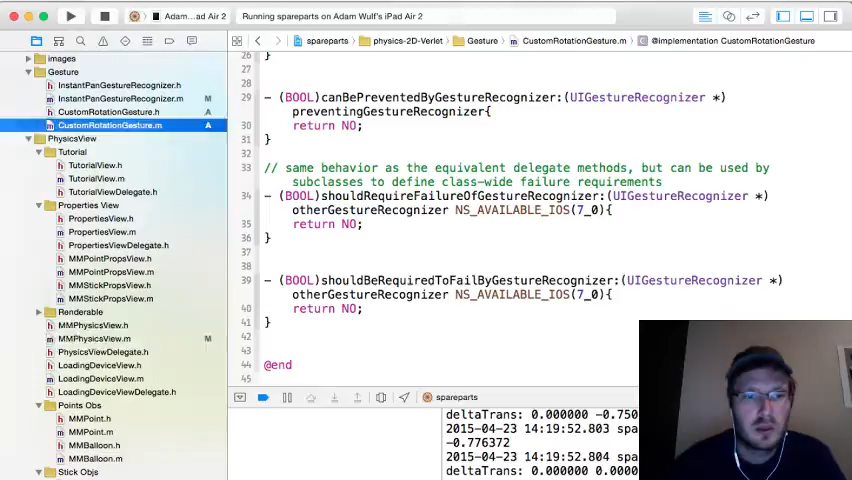 Adam...ad Air 2
Running spareparts on Adam Wulf's iPad Air 2
spareparts
physics-2D-Verlet
Gesture
CustomRotationGesture.m
@implementation CustomRotationGesture
images
Gesture
InstantPanGestureRecognizer.h
InstantPanGestureRecognizer.m M
CustomRotationGesture.h A
CustomRotationGesture.m A
PhysicsView
Tutorial
TutorialView.h
TutorialView.m
TutorialViewDelegate.h
Properties View
PropertiesView.h
PropertiesView.m
PropertiesViewDelegate.h
MMPointPropsView.h
MMPointPropsView.m
MMStickPropsView.h
MMStickPropsView.m
Renderable
MMPhysicsView.h
MMPhysicsView.m M
PhysicsViewDelegate.h
LoadingDeviceView.h
LoadingDeviceView.m
LoadingDeviceViewDelegate.h
Points Obs
MMPoint.h
MMPoint.m
MMBalloon.h
MMBalloon.m
Stick Objs
26 }
27
28
29 - (BOOL)canBePreventedByGestureRecognizer:(UIGestureRecognizer *)
preventingGestureRecognizer{
30 return NO;
31 }
32
33 // same behavior as the equivalent delegate methods, but can be used by
subclasses to define class-wide failure requirements
34 - (BOOL)shouldRequireFailureOfGestureRecognizer:(UIGestureRecognizer *)
otherGestureRecognizer NS_AVAILABLE_IOS(7_0){
35 return NO;
36 }
37
38
39 - (BOOL)shouldBeRequiredToFailByGestureRecognizer:(UIGestureRecognizer *)
otherGestureRecognizer NS_AVAILABLE_IOS(7_0){
40 return NO;
41 }
42
43
44 @end
45
spareparts
deltaTrans: 0.000000 -0.750
2015-04-23 14:19:52.803 spa
-0.776372
2015-04-23 14:19:52.804 spa
deltaTrans: 0.000000 0.0000